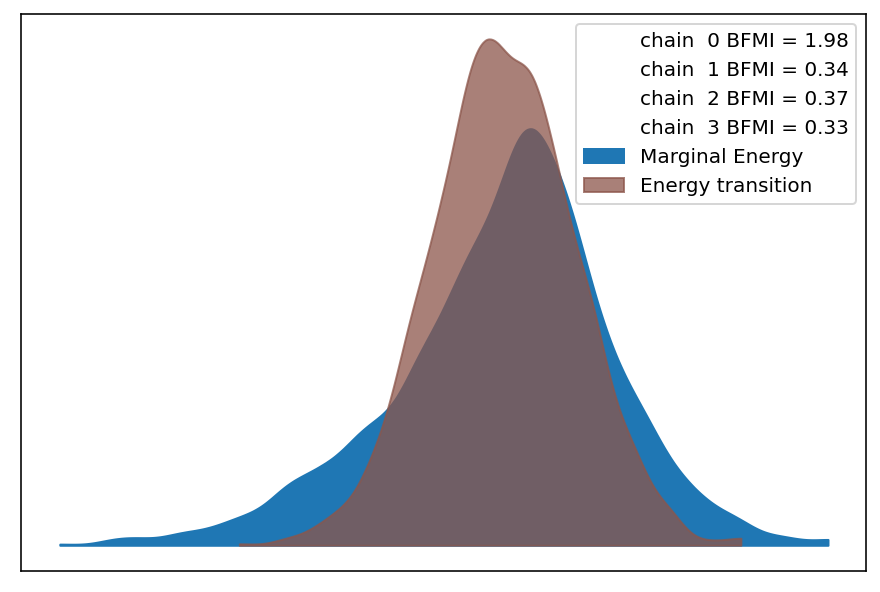 chain  0 BFMI = 1.98
chain  1 BFMI = 0.34
chain  2 BFMI = 0.37
chain  3 BFMI = 0.33
Marginal Energy
Energy transition